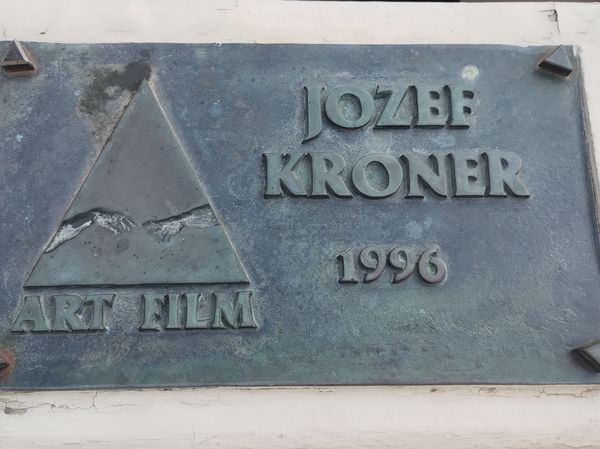 JOZEF
KRONER
1996
ART FILM